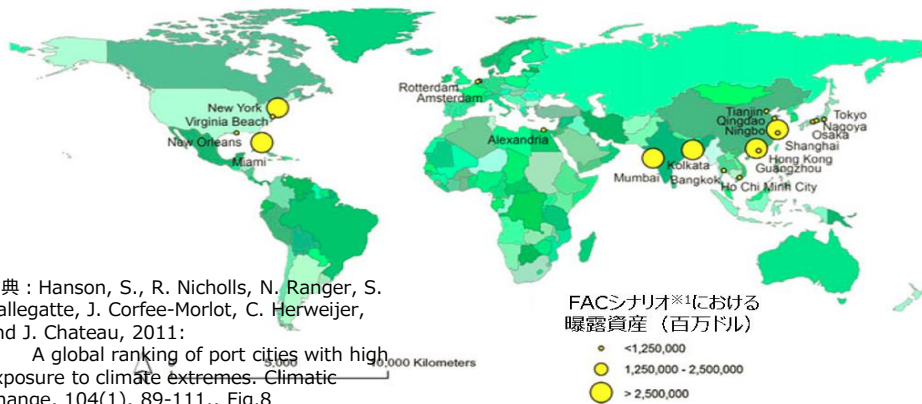 New York
Virginia Beach
New Orleans
Miami
Rotterdam
Amsterdam
Alexandria
Mumbai
Kolkata
Bangkok
Ho Chi Minh City
Tianjin
Qingdao
Ningbo
Tokyo
Nagoya
Osaka
Shanghai
Hong Kong
Guangzhou
典：Hanson, S., R. Nicholls, N. Ranger, S.
allegatte, J. Corfee-Morlot, C. Herweijer,
nd J. Chateau, 2011:
A global ranking of port cities with high
xposure to climate extremes. Climatic
hange, 104(1), 89-111., Fig.8
0 5,000 10,000 Kilometers
FACシナリオ※1における
曝露資産（百万ドル）
<1,250,000
1,250,000 - 2,500,000
> 2,500,000